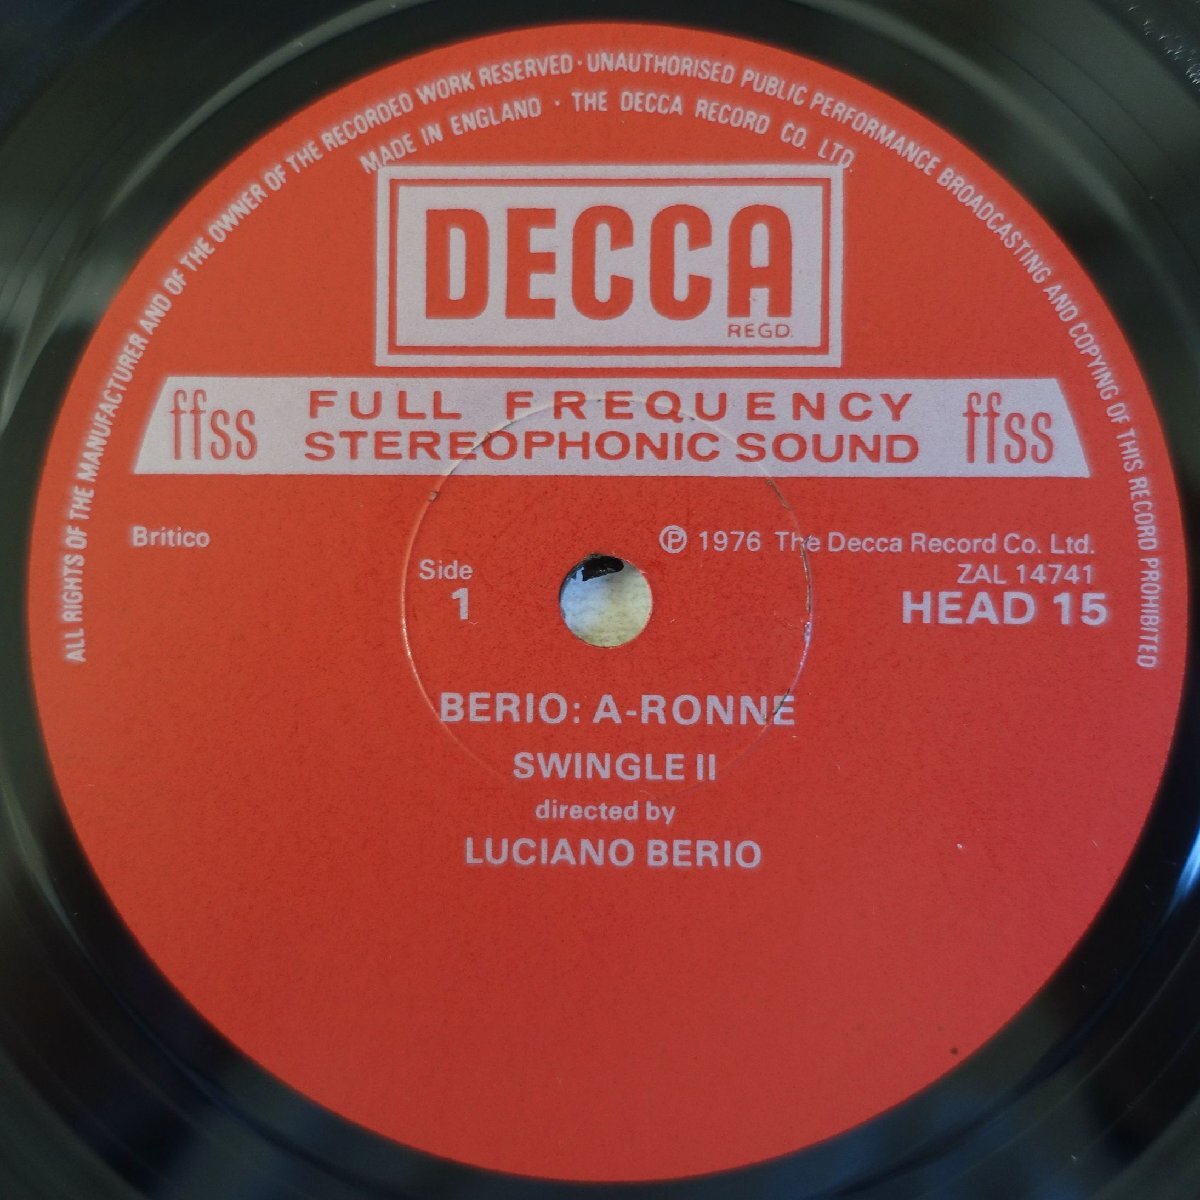 ALL RIGHTS OF THE MANUFACTURER AND OF THE OWNER OF THE RECORDED WORK RESERVED · UNAUTHORISED PUBLIC PERFORMANCE BROADCASTING AND COPYING OF THIS RECORD PROHIBITED
MADE IN ENGLAND · THE DECCA RECORD CO. LTD.
DECCA
REGD.
ffss FULL FREQUENCY ffss
STEREOPHONIC SOUND
Britico
℗ 1976 The Decca Record Co. Ltd.
Side
ZAL 14741
1
HEAD 15
BERIO: A-RONNE
SWINGLE II
directed by
LUCIANO BERIO